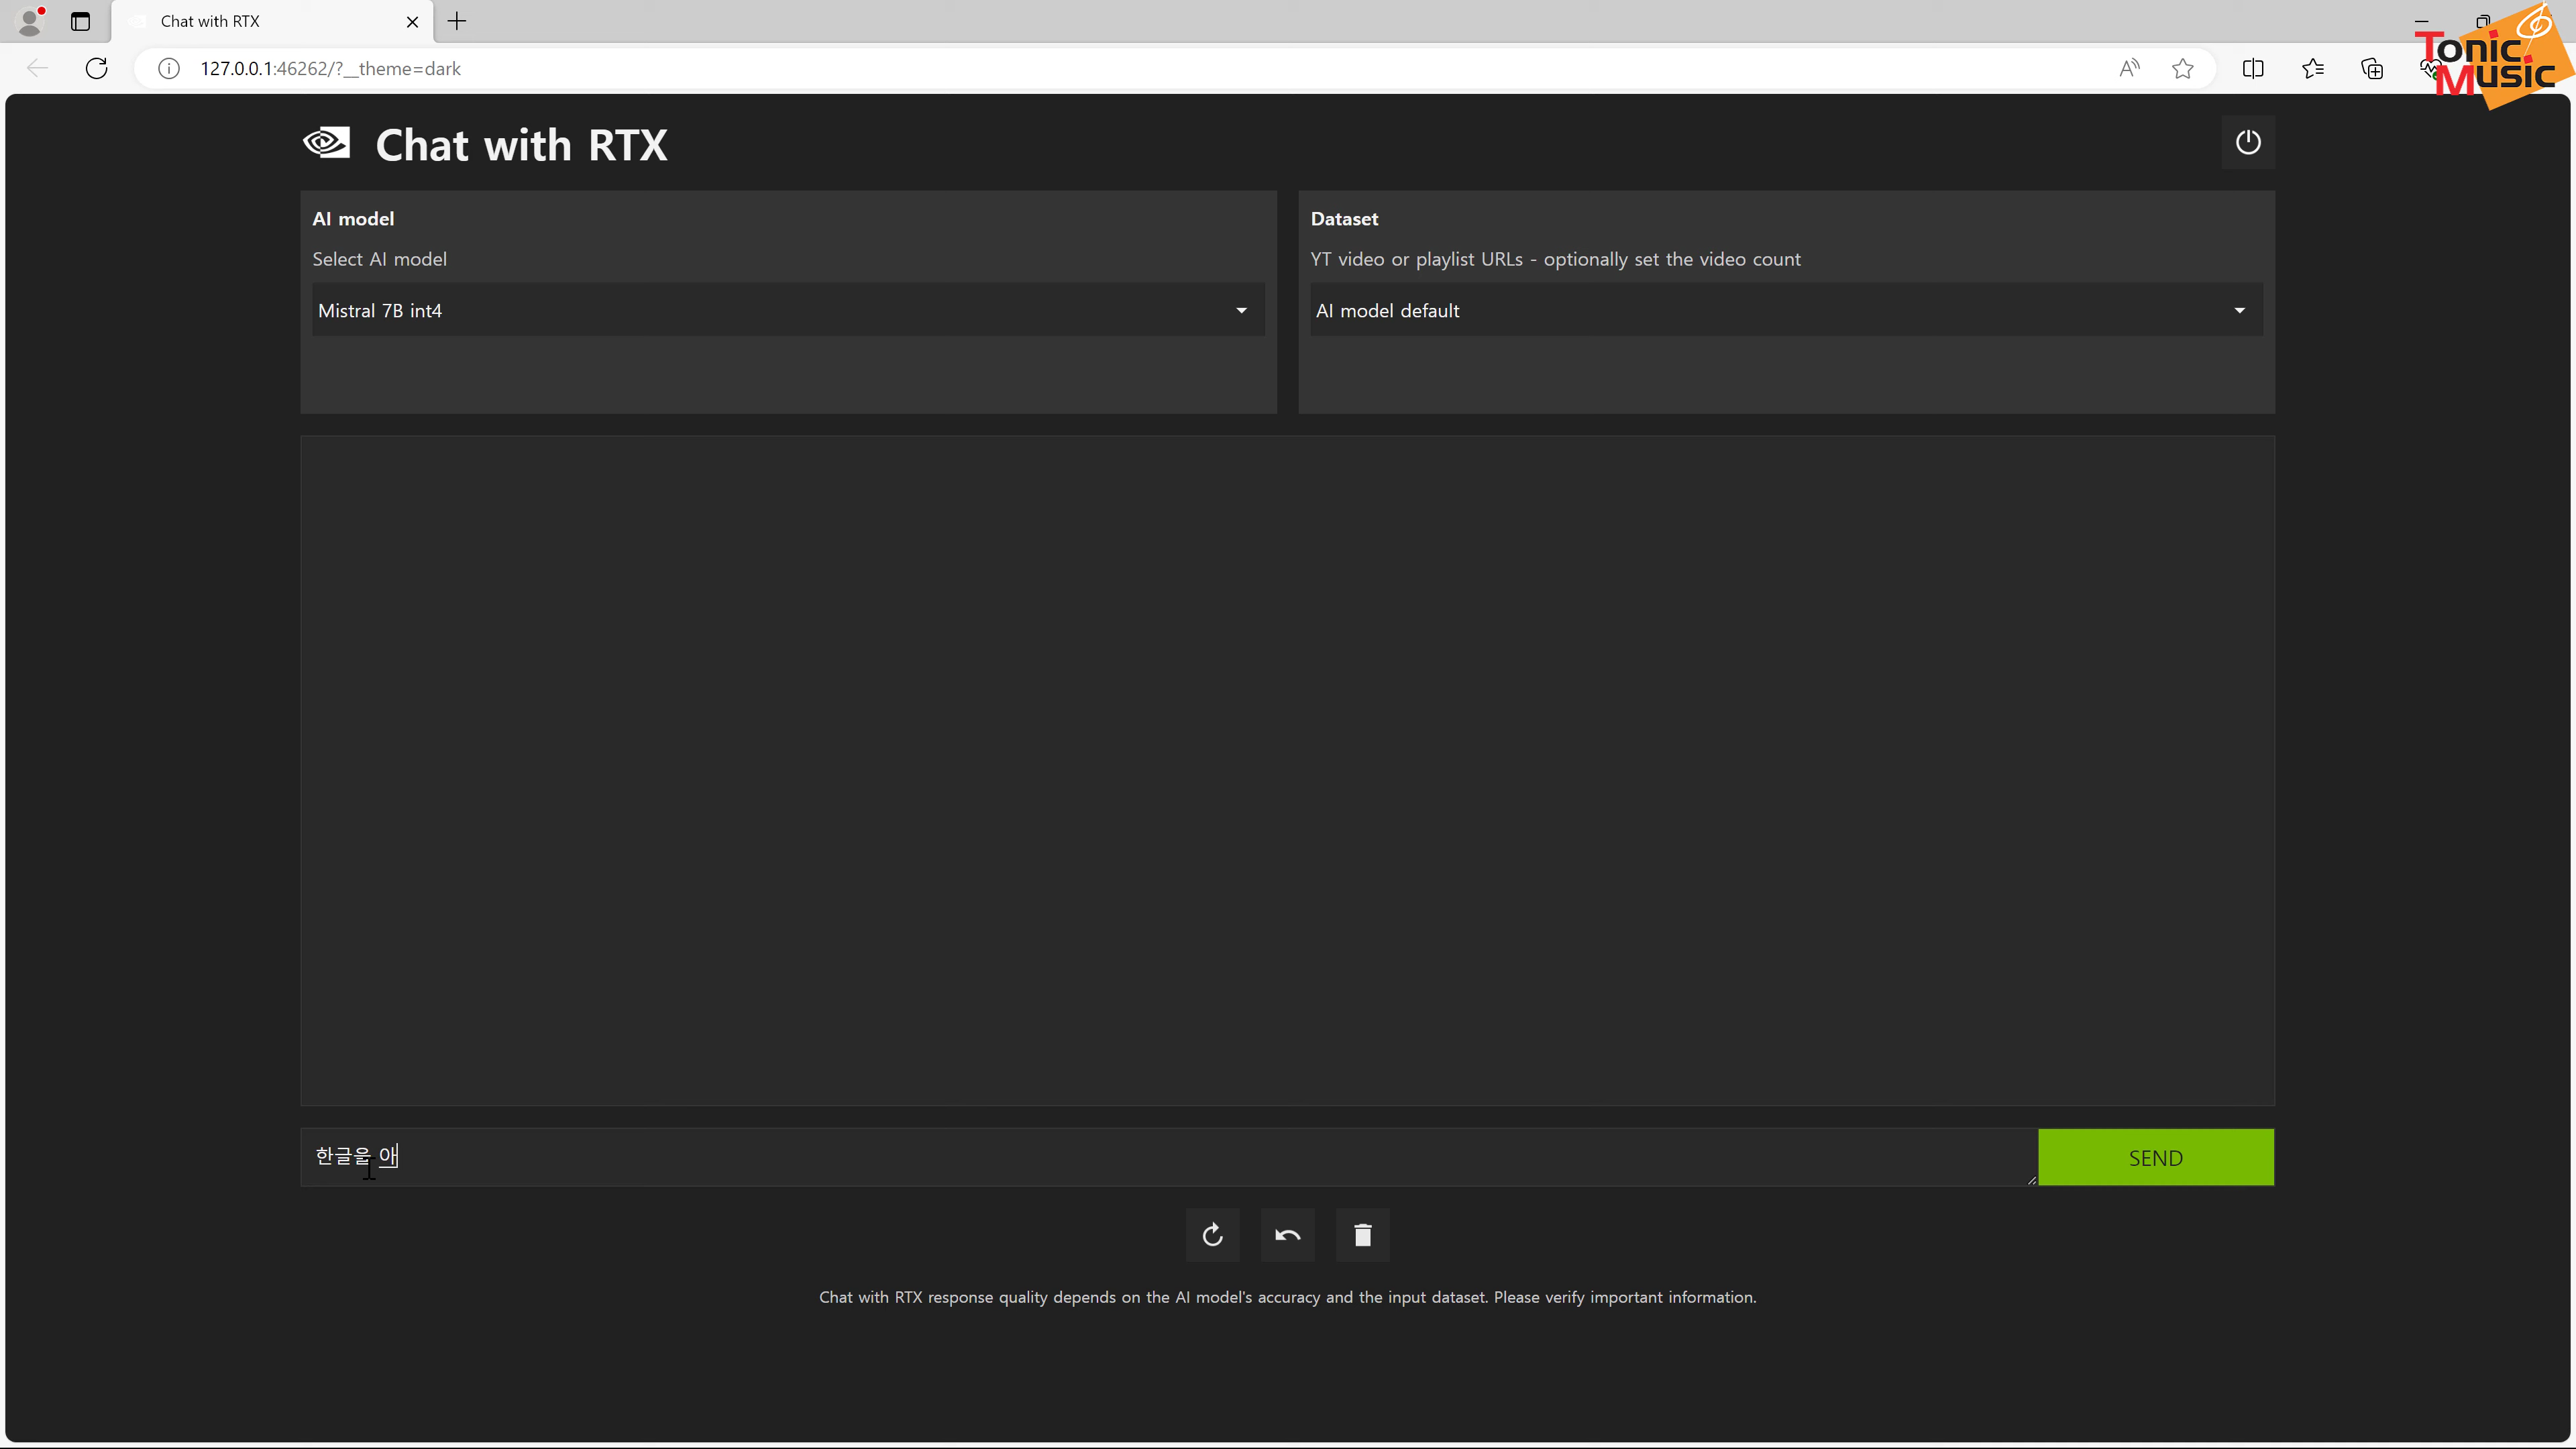 Chat with RTX
127.0.0.1:46262/?__theme=dark
Tonic
Music
Chat with RTX
AI model
Select AI model
Mistral 7B int4
Dataset
YT video or playlist URLs - optionally set the video count
AI model default
한글을 아
SEND
Chat with RTX response quality depends on the AI model's accuracy and the input dataset. Please verify important information.